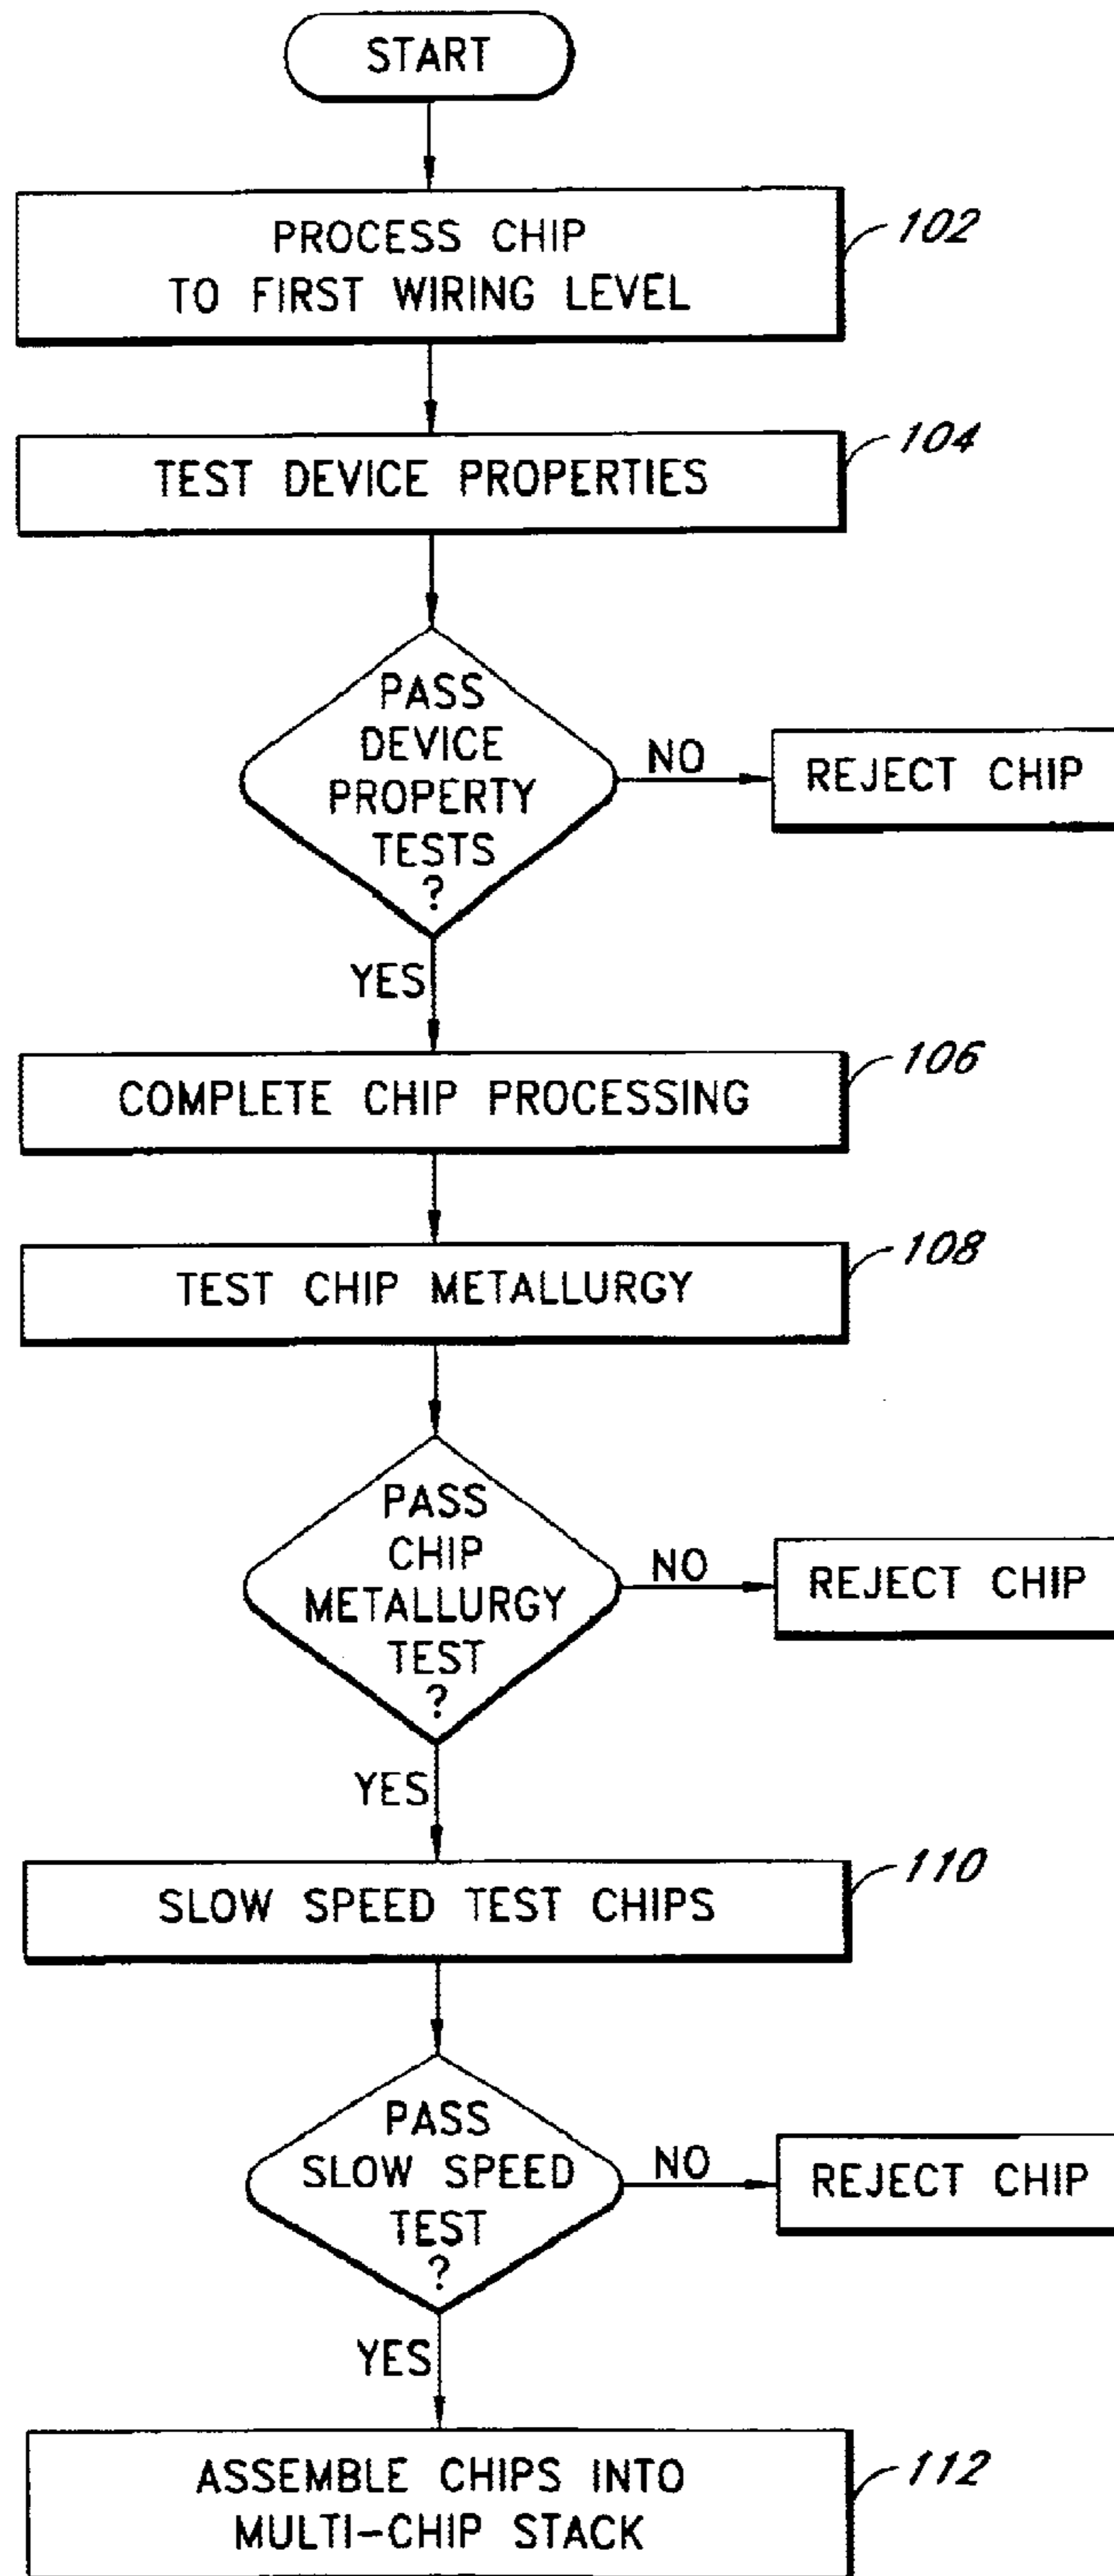 START
PROCESS CHIP
TO FIRST WIRING LEVEL
102
TEST DEVICE PROPERTIES
104
PASS
DEVICE
PROPERTY
TESTS
?
NO
REJECT CHIP
YES
COMPLETE CHIP PROCESSING
106
TEST CHIP METALLURGY
108
PASS
CHIP
METALLURGY
TEST
?
NO
REJECT CHIP
YES
SLOW SPEED TEST CHIPS
110
PASS
SLOW SPEED
TEST
?
NO
REJECT CHIP
YES
ASSEMBLE CHIPS INTO
MULTI-CHIP STACK
112